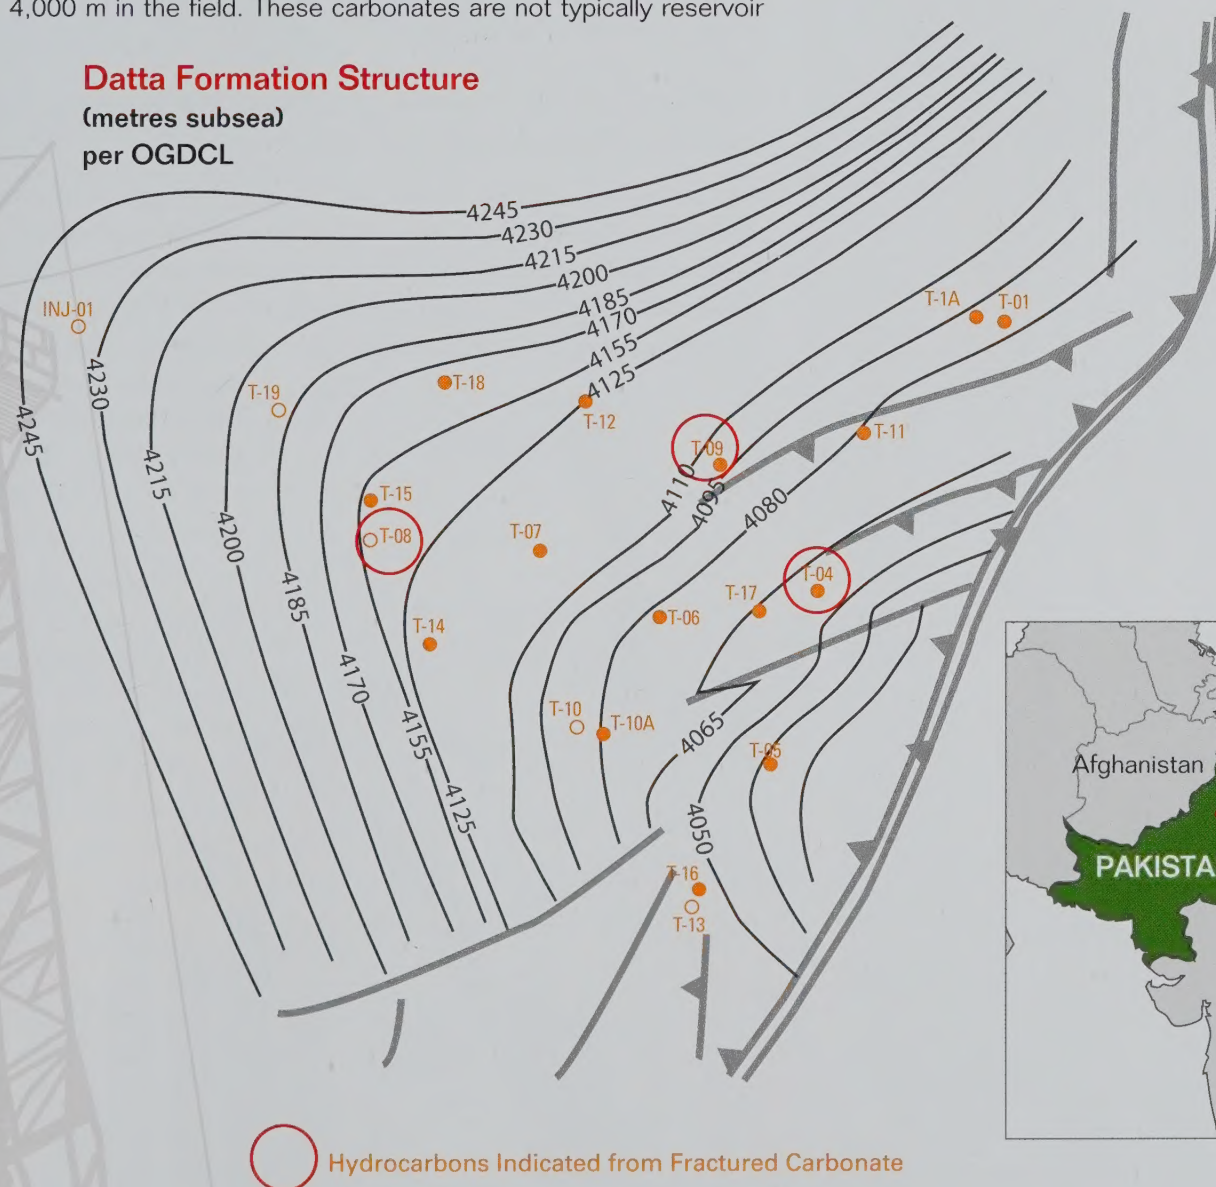 4,000 m in the field. These carbonates are not typically reservoir
Datta Formation Structure
(metres subsea)
per OGDCL
4245
4230
4215
4200
4185
4170
4155
4125
INJ-01
T-1A
T-01
T-19
T-18
T-12
T-11
T-09
4245
4230
4215
4200
4185
4170
4155
4125
4110
4095
4080
T-15
T-08
T-07
T-04
T-17
T-06
T-14
T-10
T-10A
4065
T-05
4050
T-16
T-13
Afghanistan
PAKISTA
Hydrocarbons Indicated from Fractured Carbonate